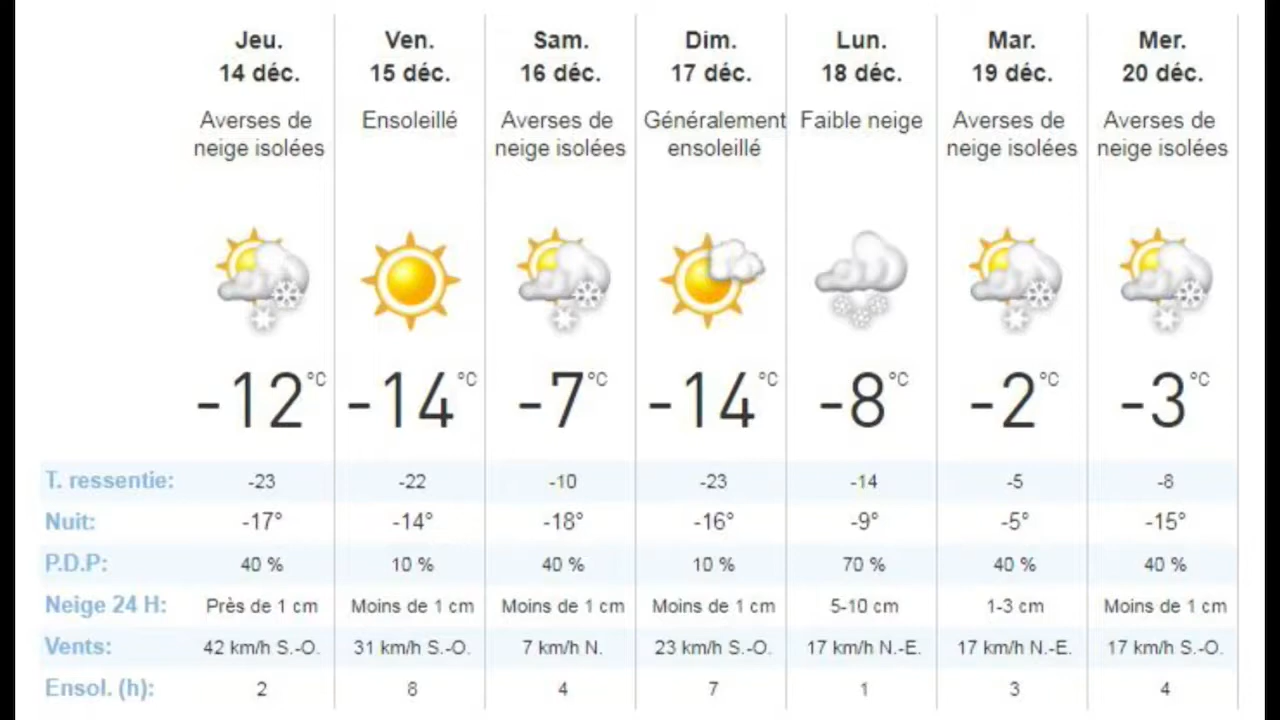 Jeu. Ven. Sam. Dim. Lun. Mar. Mer.
14 déc. 15 déc. 16 déc. 17 déc. 18 déc. 19 déc. 20 déc.
Averses de Ensoleillé Averses de Généralement Faible neige Averses de Averses de
neige isolées neige isolées ensoleillé neige isolées neige isolées
-12°C -14°C -7°C -14°C -8°C -2°C -3°C
T. ressentie: -23 -22 -10 -23 -14 -5 -8
Nuit: -17° -14° -18° -16° -9° -5° -15°
P.D.P: 40 % 10 % 40 % 10 % 70 % 40 % 40 %
Neige 24 H: Près de 1 cm Moins de 1 cm Moins de 1 cm Moins de 1 cm 5-10 cm 1-3 cm Moins de 1 cm
Vents: 42 km/h S.-O. 31 km/h S.-O. 7 km/h N. 23 km/h S.-O. 17 km/h N.-E. 17 km/h N.-E. 17 km/h S.-O.
Ensol. (h): 2 8 4 7 1 3 4